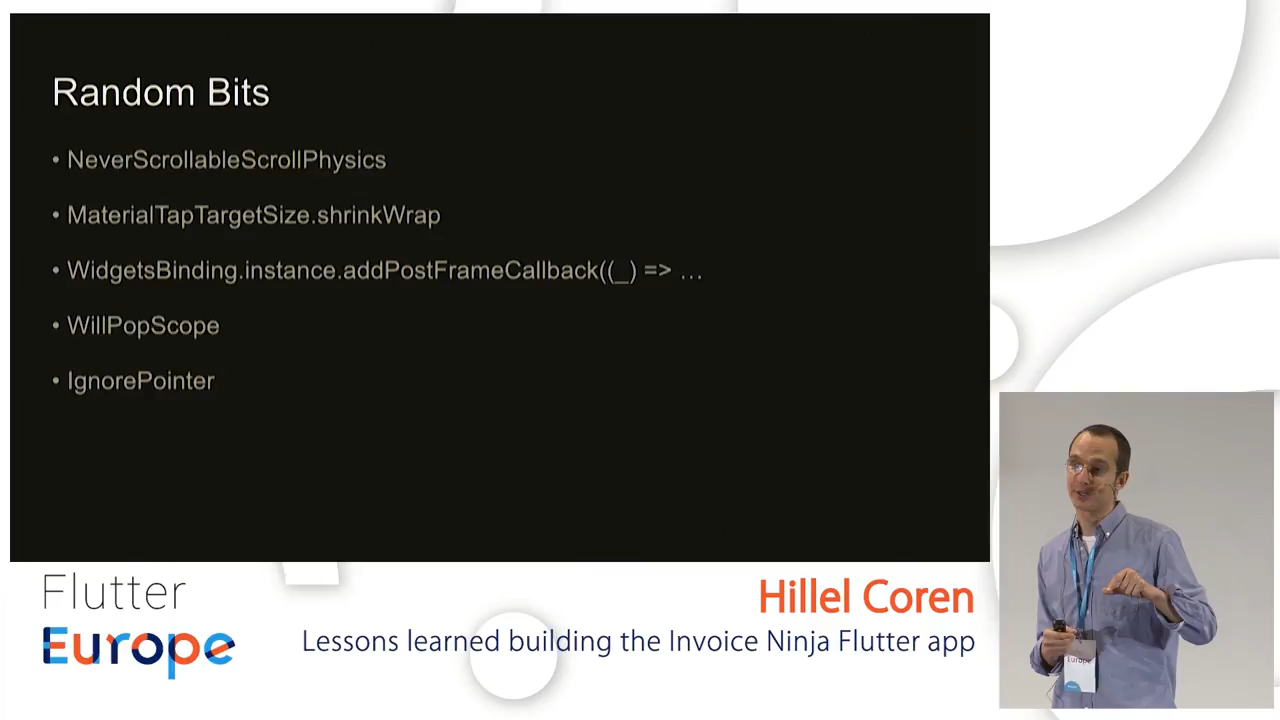 Random Bits
• NeverScrollableScrollPhysics
• MaterialTapTargetSize.shrinkWrap
• WidgetsBinding.instance.addPostFrameCallback((_) => …
• WillPopScope
• IgnorePointer
Flutter
Europe
Hillel Coren
Lessons learned building the Invoice Ninja Flutter app
Europe